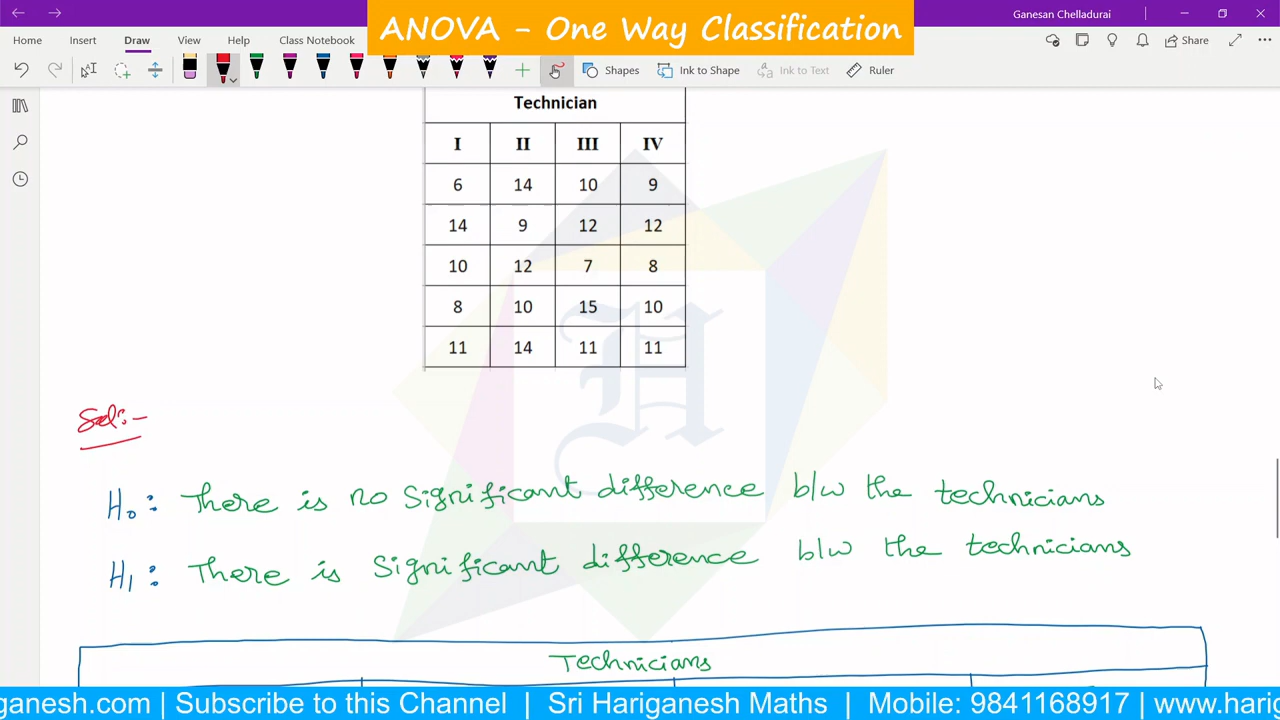 Ganesan Chelladurai
ANOVA - One Way Classification
Home Insert Draw View Help Class Notebook Share
Shapes Ink to Shape Ink to Text Ruler
Technician
I II III IV
6 14 10 9
14 9 12 12
10 12 7 8
8 10 15 10
11 14 11 11
Sol:-
H₀: There is no significant difference b/w the technicians
H₁: There is significant difference b/w the technicians
Technicians
ganesh.com | Subscribe to this Channel | Sri Hariganesh Maths | Mobile: 9841168917 | www.harig